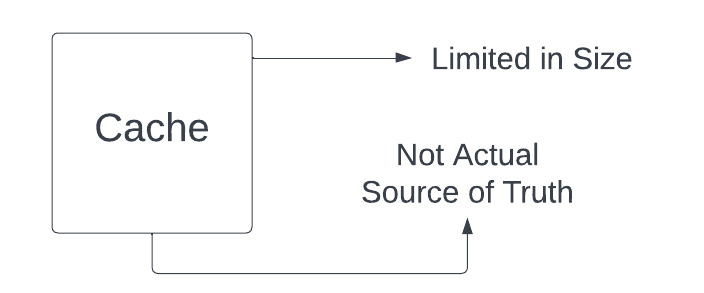 Limited in Size
Cache
Not Actual
Source of Truth